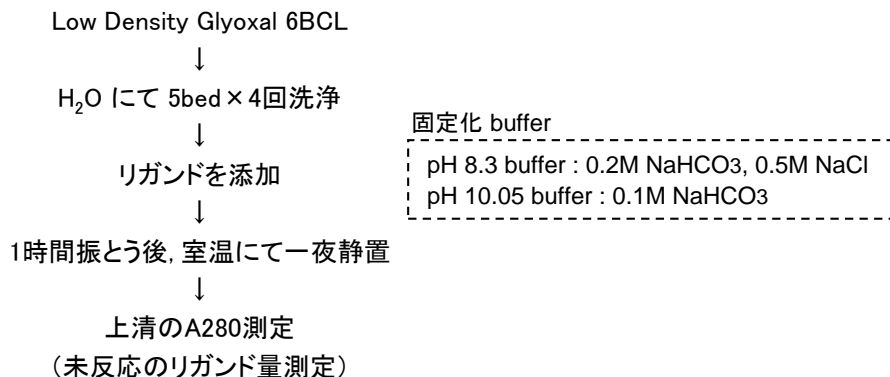 Low Density Glyoxal 6BCL
↓
H₂O にて 5bed×4回洗浄
↓
リガンドを添加
↓
1時間振とう後, 室温にて一夜静置
↓
上清のA280測定
(未反応のリガンド量測定)
固定化 buffer
pH 8.3 buffer : 0.2M NaHCO3, 0.5M NaCl
pH 10.05 buffer : 0.1M NaHCO3